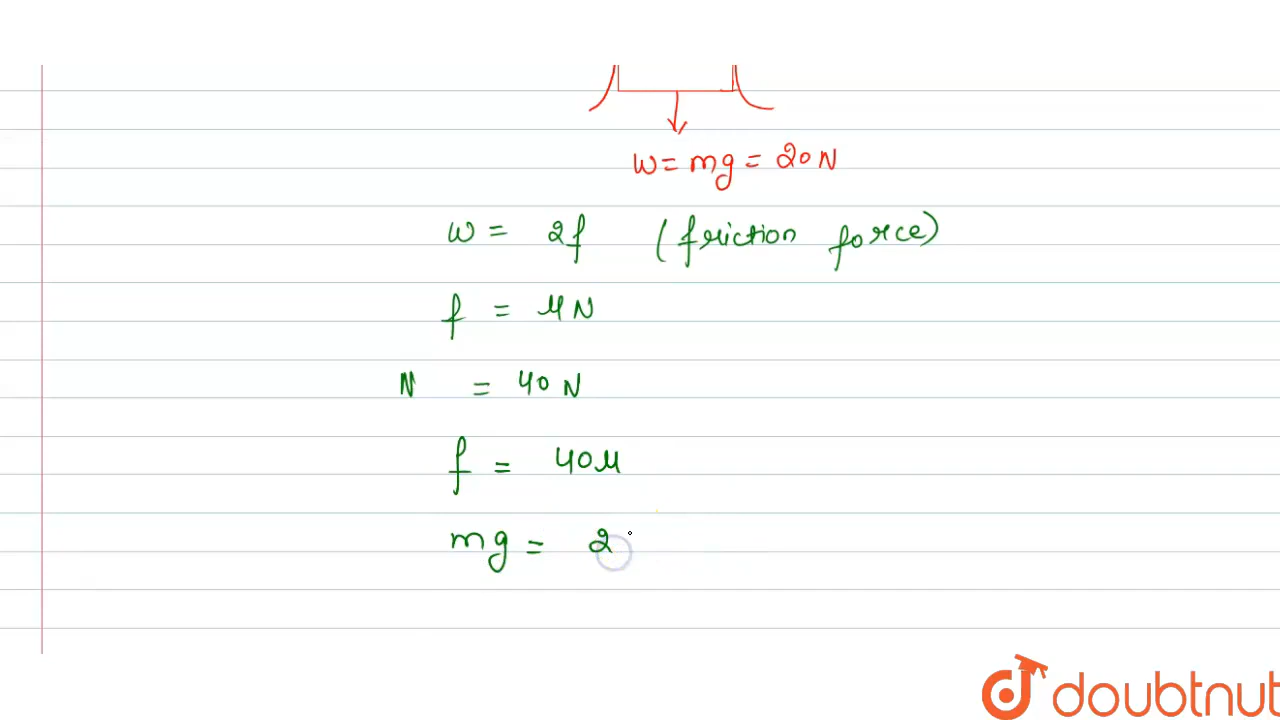 w = mg = 20 N
w = 2f (friction force)
f = μN
N = 40 N
f = 40μ
mg = 2
doubtnut